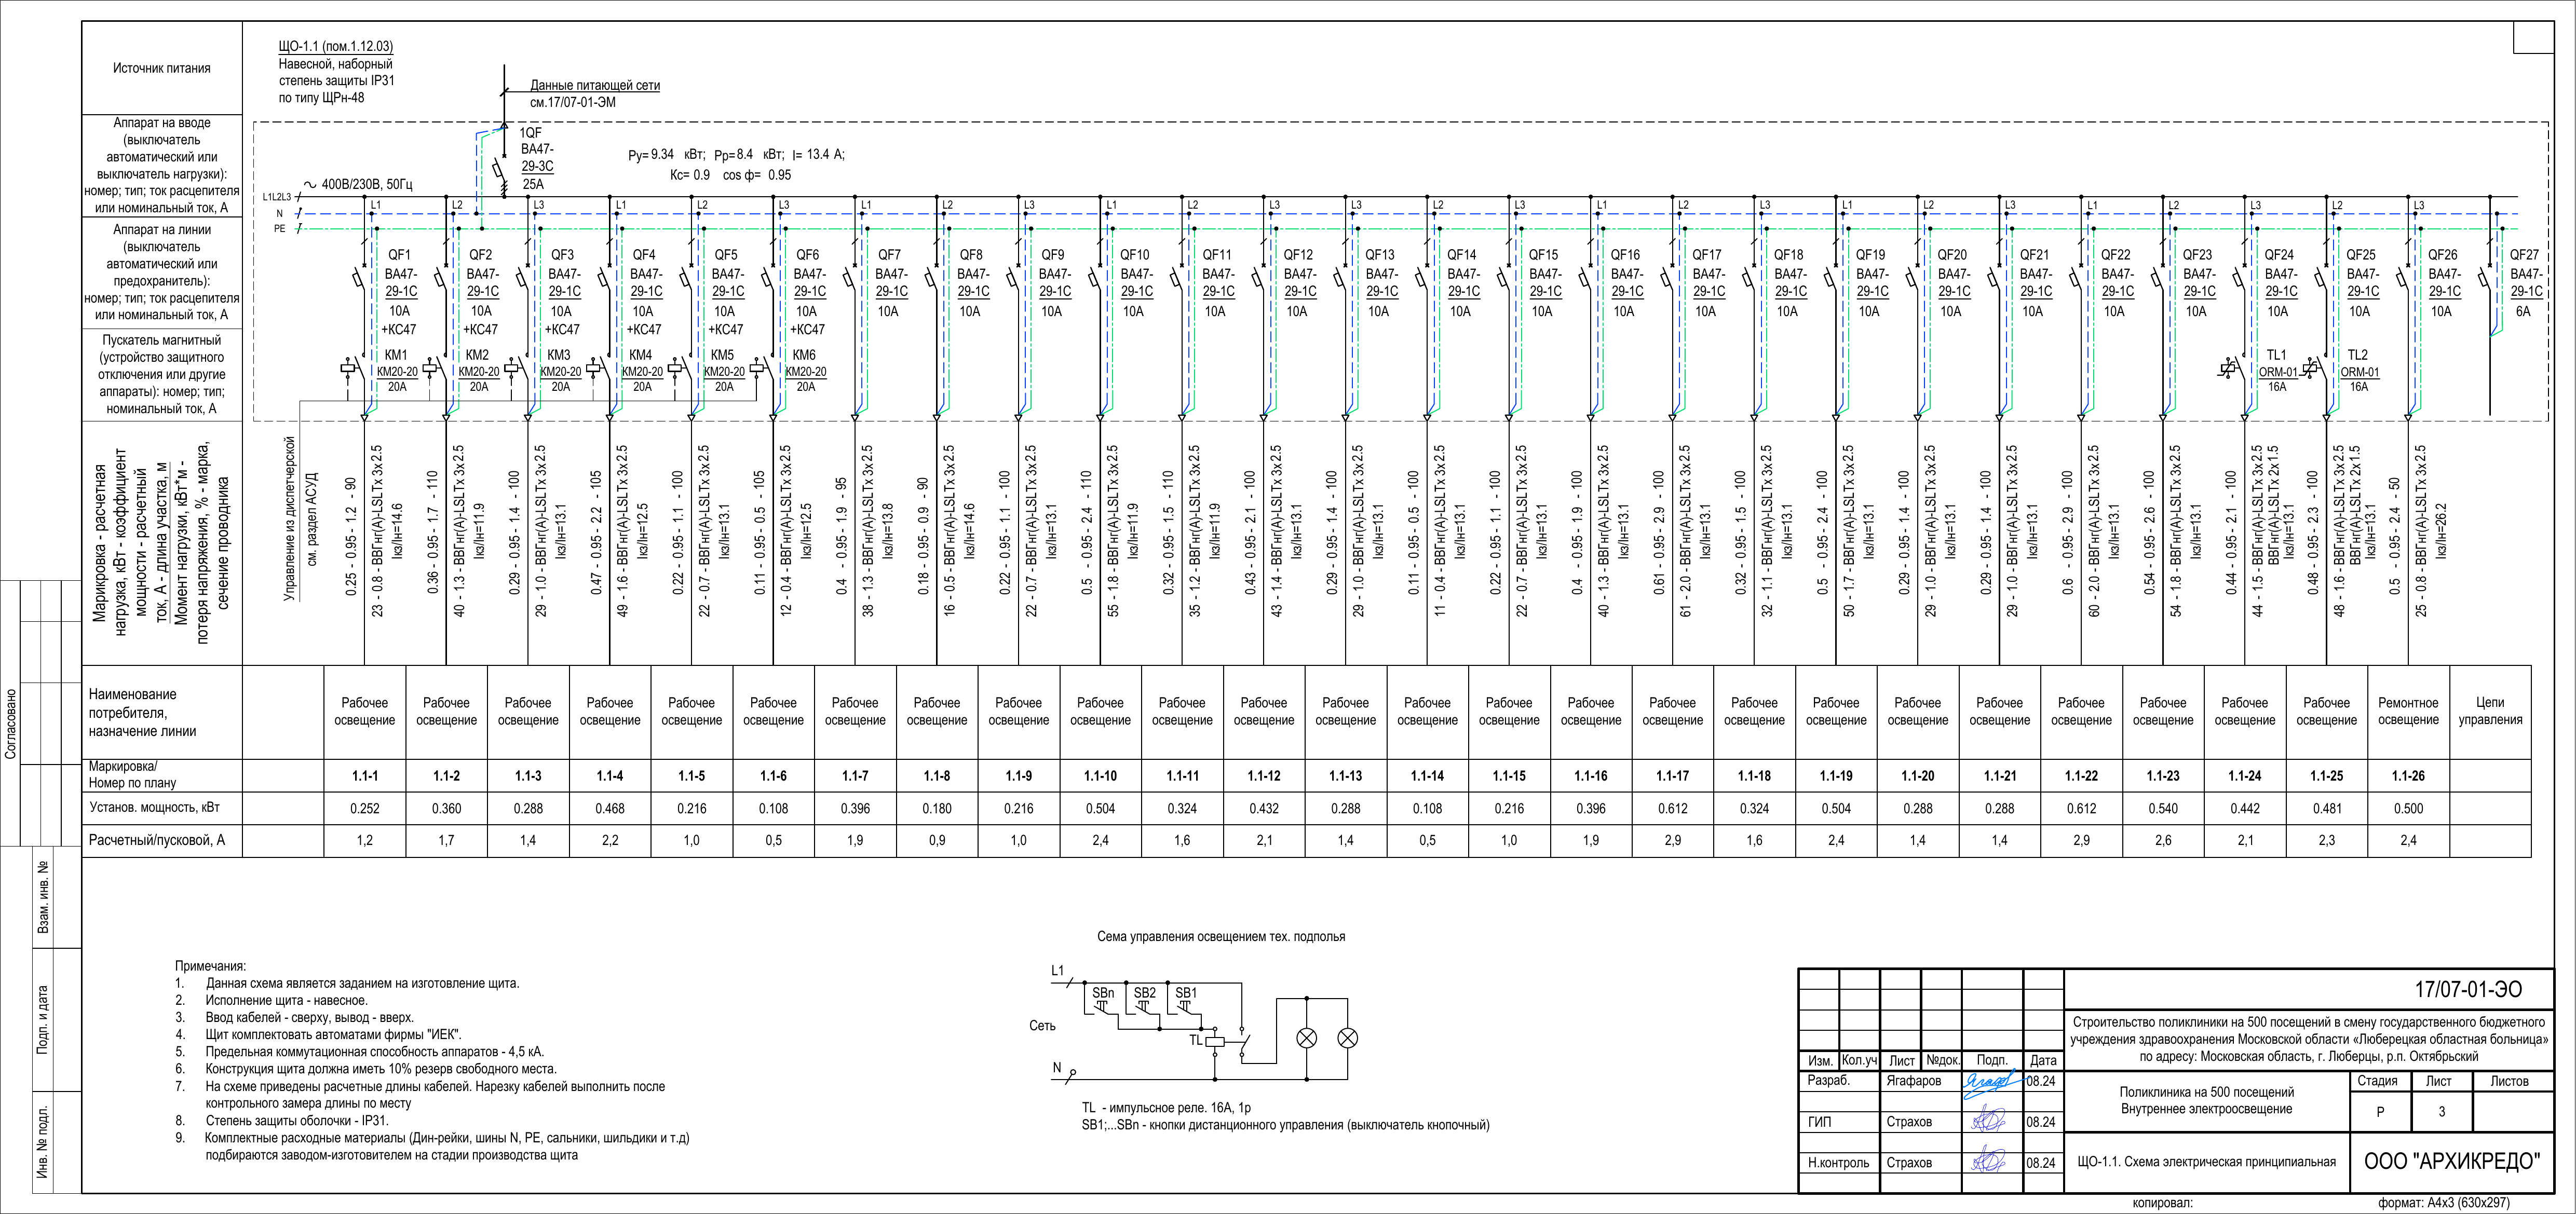 Источник питания
ЩО-1.1 (пом.1.12.03)
Навесной, наборный
степень защиты IP31
по типу ЩРн-48
Данные питающей сети
см.17/07-01-ЭМ
Аппарат на вводе
(выключатель
автоматический или
выключатель нагрузки):
номер; тип; ток расцепителя
или номинальный ток, А
1QF
ВА47-
29-3С
25А
Ру= 9.34 кВт; Рр= 8.4 кВт; I= 13.4 А;
Кс= 0.9 cos ф= 0.95
400В/230В, 50Гц
L1L2L3
N
PE
L1 L2 L3 L1 L2 L3 L1 L2 L3 L1 L2 L3 L3 L2 L3 L1 L2 L3 L1 L2 L3 L1 L2 L3 L2 L3
Аппарат на линии
(выключатель
автоматический или
предохранитель):
номер; тип; ток расцепителя
или номинальный ток, А
QF1 QF2 QF3 QF4 QF5 QF6 QF7 QF8 QF9 QF10 QF11 QF12 QF13 QF14 QF15 QF16 QF17 QF18 QF19 QF20 QF21 QF22 QF23 QF24 QF25 QF26 QF27
ВА47- ВА47- ВА47- ВА47- ВА47- ВА47- ВА47- ВА47- ВА47- ВА47- ВА47- ВА47- ВА47- ВА47- ВА47- ВА47- ВА47- ВА47- ВА47- ВА47- ВА47- ВА47- ВА47- ВА47- ВА47- ВА47- ВА47-
29-1С 29-1С 29-1С 29-1С 29-1С 29-1С 29-1С 29-1С 29-1С 29-1С 29-1С 29-1С 29-1С 29-1С 29-1С 29-1С 29-1С 29-1С 29-1С 29-1С 29-1С 29-1С 29-1С 29-1С 29-1С 29-1С 29-1С
10А 10А 10А 10А 10А 10А 10А 10А 10А 10А 10А 10А 10А 10А 10А 10А 10А 10А 10А 10А 10А 10А 10А 10А 10А 10А 6А
+КС47 +КС47 +КС47 +КС47 +КС47 +КС47
Пускатель магнитный
(устройство защитного
отключения или другие
аппараты): номер; тип;
номинальный ток, А
КМ1 КМ2 КМ3 КМ4 КМ5 КМ6 TL1 TL2
КМ20-20 КМ20-20 КМ20-20 КМ20-20 КМ20-20 КМ20-20 ORM-01 ORM-01
20А 20А 20А 20А 20А 20А 16А 16А
Маркировка - расчетная
нагрузка, кВт - коэффициент
мощности - расчетный
ток, А - длина участка, м
Момент нагрузки, кВт*м -
потеря напряжения, % - марка,
сечение проводника
Управление из диспетчерской
см. раздел АСУД
0.25 - 0.95 - 1.2 - 90
23 - 0.8 - ВВГнг(А)-LSLTx 3х2.5
Iкз/Iн=14.6
0.36 - 0.95 - 1.7 - 110
40 - 1.3 - ВВГнг(А)-LSLTx 3х2.5
Iкз/Iн=11.9
0.29 - 0.95 - 1.4 - 100
29 - 1.0 - ВВГнг(А)-LSLTx 3х2.5
Iкз/Iн=13.1
0.47 - 0.95 - 2.2 - 105
49 - 1.6 - ВВГнг(А)-LSLTx 3х2.5
Iкз/Iн=12.5
0.22 - 0.95 - 1.1 - 100
22 - 0.7 - ВВГнг(А)-LSLTx 3х2.5
Iкз/Iн=13.1
0.11 - 0.95 - 0.5 - 105
12 - 0.4 - ВВГнг(А)-LSLTx 3х2.5
Iкз/Iн=12.5
0.4 - 0.95 - 1.9 - 95
38 - 1.3 - ВВГнг(А)-LSLTx 3х2.5
Iкз/Iн=13.8
0.18 - 0.95 - 0.9 - 90
16 - 0.5 - ВВГнг(А)-LSLTx 3х2.5
Iкз/Iн=14.6
0.22 - 0.95 - 1.1 - 100
22 - 0.7 - ВВГнг(А)-LSLTx 3х2.5
Iкз/Iн=13.1
0.5 - 0.95 - 2.4 - 110
55 - 1.8 - ВВГнг(А)-LSLTx 3х2.5
Iкз/Iн=11.9
0.32 - 0.95 - 1.5 - 110
35 - 1.2 - ВВГнг(А)-LSLTx 3х2.5
Iкз/Iн=11.9
0.43 - 0.95 - 2.1 - 100
43 - 1.4 - ВВГнг(А)-LSLTx 3х2.5
Iкз/Iн=13.1
0.29 - 0.95 - 1.4 - 100
29 - 1.0 - ВВГнг(А)-LSLTx 3х2.5
Iкз/Iн=13.1
0.11 - 0.95 - 0.5 - 100
11 - 0.4 - ВВГнг(А)-LSLTx 3х2.5
Iкз/Iн=13.1
0.22 - 0.95 - 1.1 - 100
22 - 0.7 - ВВГнг(А)-LSLTx 3х2.5
Iкз/Iн=13.1
0.4 - 0.95 - 1.9 - 100
40 - 1.3 - ВВГнг(А)-LSLTx 3х2.5
Iкз/Iн=13.1
0.61 - 0.95 - 2.9 - 100
61 - 2.0 - ВВГнг(А)-LSLTx 3х2.5
Iкз/Iн=13.1
0.32 - 0.95 - 1.5 - 100
32 - 1.1 - ВВГнг(А)-LSLTx 3х2.5
Iкз/Iн=13.1
0.5 - 0.95 - 2.4 - 100
50 - 1.7 - ВВГнг(А)-LSLTx 3х2.5
Iкз/Iн=13.1
0.29 - 0.95 - 1.4 - 100
29 - 1.0 - ВВГнг(А)-LSLTx 3х2.5
Iкз/Iн=13.1
0.29 - 0.95 - 1.4 - 100
29 - 1.0 - ВВГнг(А)-LSLTx 3х2.5
Iкз/Iн=13.1
0.6 - 0.95 - 2.9 - 100
60 - 2.0 - ВВГнг(А)-LSLTx 3х2.5
Iкз/Iн=13.1
0.54 - 0.95 - 2.6 - 100
54 - 1.8 - ВВГнг(А)-LSLTx 3х2.5
Iкз/Iн=13.1
0.44 - 0.95 - 2.1 - 100
44 - 1.5 - ВВГнг(А)-LSLTx 3х2.5
ВВГнг(А)-LSLTx 2х1.5
Iкз/Iн=13.1
0.48 - 0.95 - 2.3 - 100
48 - 1.6 - ВВГнг(А)-LSLTx 3х2.5
ВВГнг(А)-LSLTx 2х1.5
Iкз/Iн=13.1
0.5 - 0.95 - 2.4 - 50
25 - 0.8 - ВВГнг(А)-LSLTx 3х2.5
Iкз/Iн=26.2
Наименование
потребителя,
назначение линии
Рабочее Рабочее Рабочее Рабочее Рабочее Рабочее Рабочее Рабочее Рабочее Рабочее Рабочее Рабочее Рабочее Рабочее Рабочее Рабочее Рабочее Рабочее Рабочее Рабочее Рабочее Рабочее Рабочее Рабочее Рабочее Ремонтное Цепи
освещение освещение освещение освещение освещение освещение освещение освещение освещение освещение освещение освещение освещение освещение освещение освещение освещение освещение освещение освещение освещение освещение освещение освещение освещение освещение управления
Маркировка/
Номер по плану
1.1-1 1.1-2 1.1-3 1.1-4 1.1-5 1.1-6 1.1-7 1.1-8 1.1-9 1.1-10 1.1-11 1.1-12 1.1-13 1.1-14 1.1-15 1.1-16 1.1-17 1.1-18 1.1-19 1.1-20 1.1-21 1.1-22 1.1-23 1.1-24 1.1-25 1.1-26
Установ. мощность, кВт 0.252 0.360 0.288 0.468 0.216 0.108 0.396 0.180 0.216 0.504 0.324 0.432 0.288 0.108 0.216 0.396 0.612 0.324 0.504 0.288 0.288 0.612 0.540 0.442 0.481 0.500
Расчетный/пусковой, А 1,2 1,7 1,4 2,2 1,0 0,5 1,9 0,9 1,0 2,4 1,6 2,1 1,4 0,5 1,0 1,9 2,9 1,6 2,4 1,4 1,4 2,9 2,6 2,1 2,3 2,4
Согласовано
Взам. инв. №
Подп. и дата
Инв. № подл.
Примечания:
1. Данная схема является заданием на изготовление щита.
2. Исполнение щита - навесное.
3. Ввод кабелей - сверху, вывод - вверх.
4. Щит комплектовать автоматами фирмы "ИЕК".
5. Предельная коммутационная способность аппаратов - 4,5 кА.
6. Конструкция щита должна иметь 10% резерв свободного места.
7. На схеме приведены расчетные длины кабелей. Нарезку кабелей выполнить после
контрольного замера длины по месту
8. Степень защиты оболочки - IP31.
9. Комплектные расходные материалы (Дин-рейки, шины N, PE, сальники, шильдики и т.д)
подбираются заводом-изготовителем на стадии производства щита
Сема управления освещением тех. подполья
L1
SBn SB2 SB1
Сеть
TL
N
TL - импульсное реле. 16А, 1р
SB1;...SBn - кнопки дистанционного управления (выключатель кнопочный)
17/07-01-ЭО
Строительство поликлиники на 500 посещений в смену государственного бюджетного
учреждения здравоохранения Московской области «Люберецкая областная больница»
по адресу: Московская область, г. Люберцы, р.п. Октябрьский
Изм. Кол.уч Лист №док. Подп. Дата
Разраб. Ягафаров 08.24
ГИП Страхов 08.24
Н.контроль Страхов 08.24
Поликлиника на 500 посещений
Внутреннее электроосвещение
Стадия Лист Листов
Р 3
ЩО-1.1. Схема электрическая принципиальная
ООО "АРХИКРЕДО"
копировал:
формат: А4х3 (630х297)